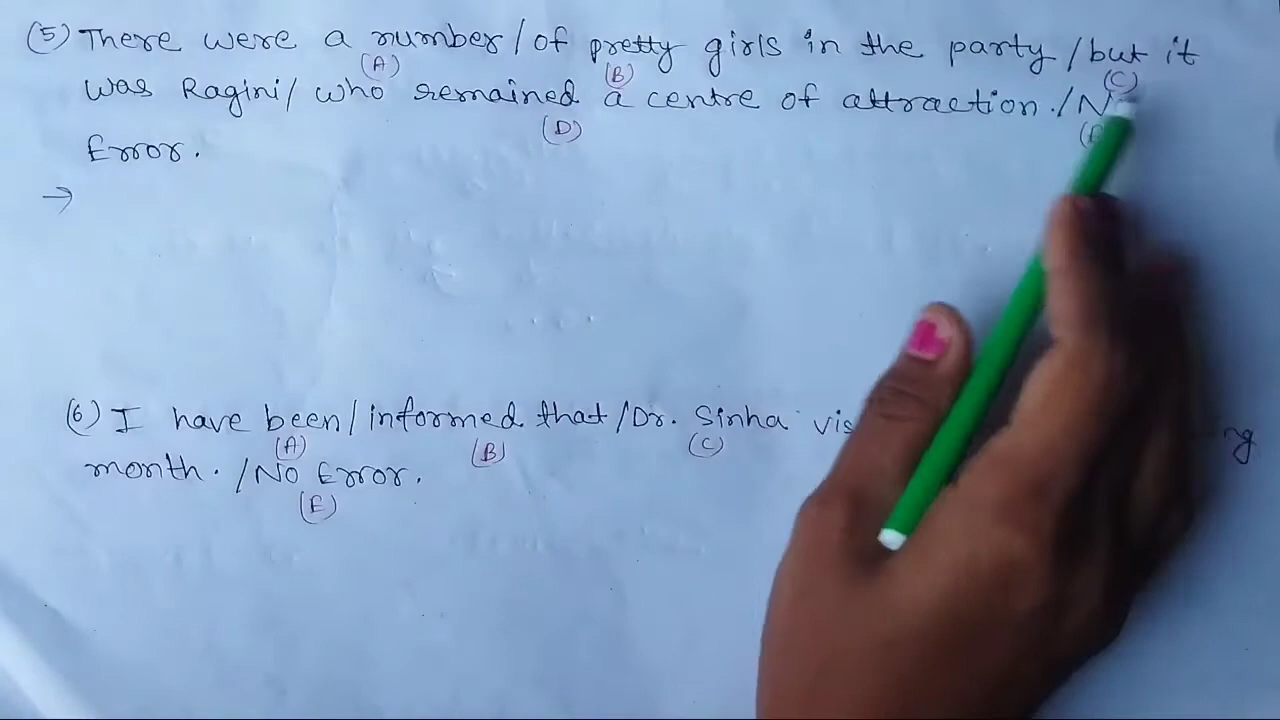 (5) There were a number / of pretty girls in the party / but it
(A) (B) (C)
was Ragini / who remained a centre of attraction. /
(D)
Error.
→
(6) I have been / informed that / Dr. Sinha
(A) (B) (C)
month. / No Error.
(E)